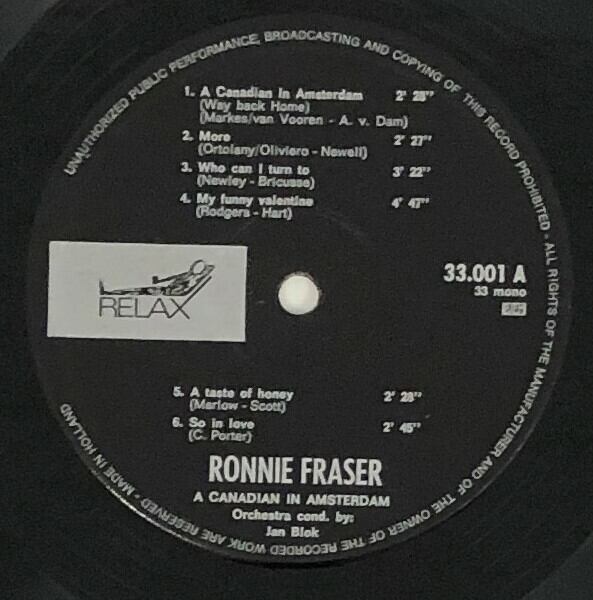 UNAUTHORIZED PUBLIC PERFORMANCE, BROADCASTING AND COPYING OF THIS RECORD PROHIBITED - ALL RIGHTS OF THE MANUFACTURER AND OF THE OWNER OF THE RECORDED WORK ARE RESERVED - MADE IN HOLLAND
1. A Canadian In Amsterdam 2' 28''
(Way back Home)
(Markes/van Vooren - A. v. Dam)
2. More 2' 27''
(Ortolany/Oliviero - Newell)
3. Who can I turn to 3' 22''
(Newley - Bricusse)
4. My funny valentine 4' 47''
(Rodgers - Hart)
RELAX
33.001 A
33 mono
5. A taste of honey 2' 28''
(Marlow - Scott)
6. So in love 2' 45''
(C. Porter)
RONNIE FRASER
A CANADIAN IN AMSTERDAM
Orchestra cond. by:
Jan Blok